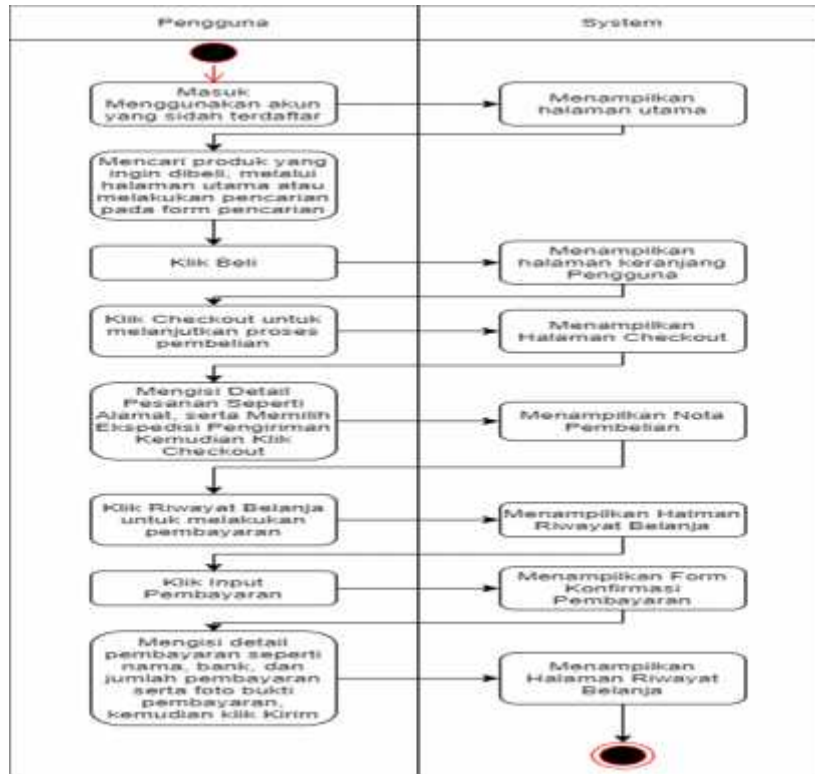 Pengguna
System
Masuk
Menggunakan akun
yang sidah terdaftar
Menampilkan
halaman utama
Mencari produk yang
ingin dibeli, melalui
halaman utama atau
melakukan pencarian
pada form pencarian
Klik Beli
Menampilkan
halaman keranjang
Pengguna
Klik Checkout untuk
melanjutkan proses
pembelian
Menampilkan
Halaman Checkout
Mengisi Detail
Pesanan Seperti
Alamat, serta Memilih
Ekspedisi Pengiriman
Kemudian Klik
Checkout
Menampilkan Nota
Pembelian
Klik Riwayat Belanja
untuk melakukan
pembayaran
Menampilkan Halman
Riwayat Belanja
Klik Input
Pembayaran
Menampilkan Form
Konfirmasi
Pembayaran
Mengisi detail
pembayaran seperti
nama, bank, dan
jumlah pembayaran
serta foto bukti
pembayaran,
kemudian klik Kirim
Menampilkan
Halaman Riwayat
Belanja